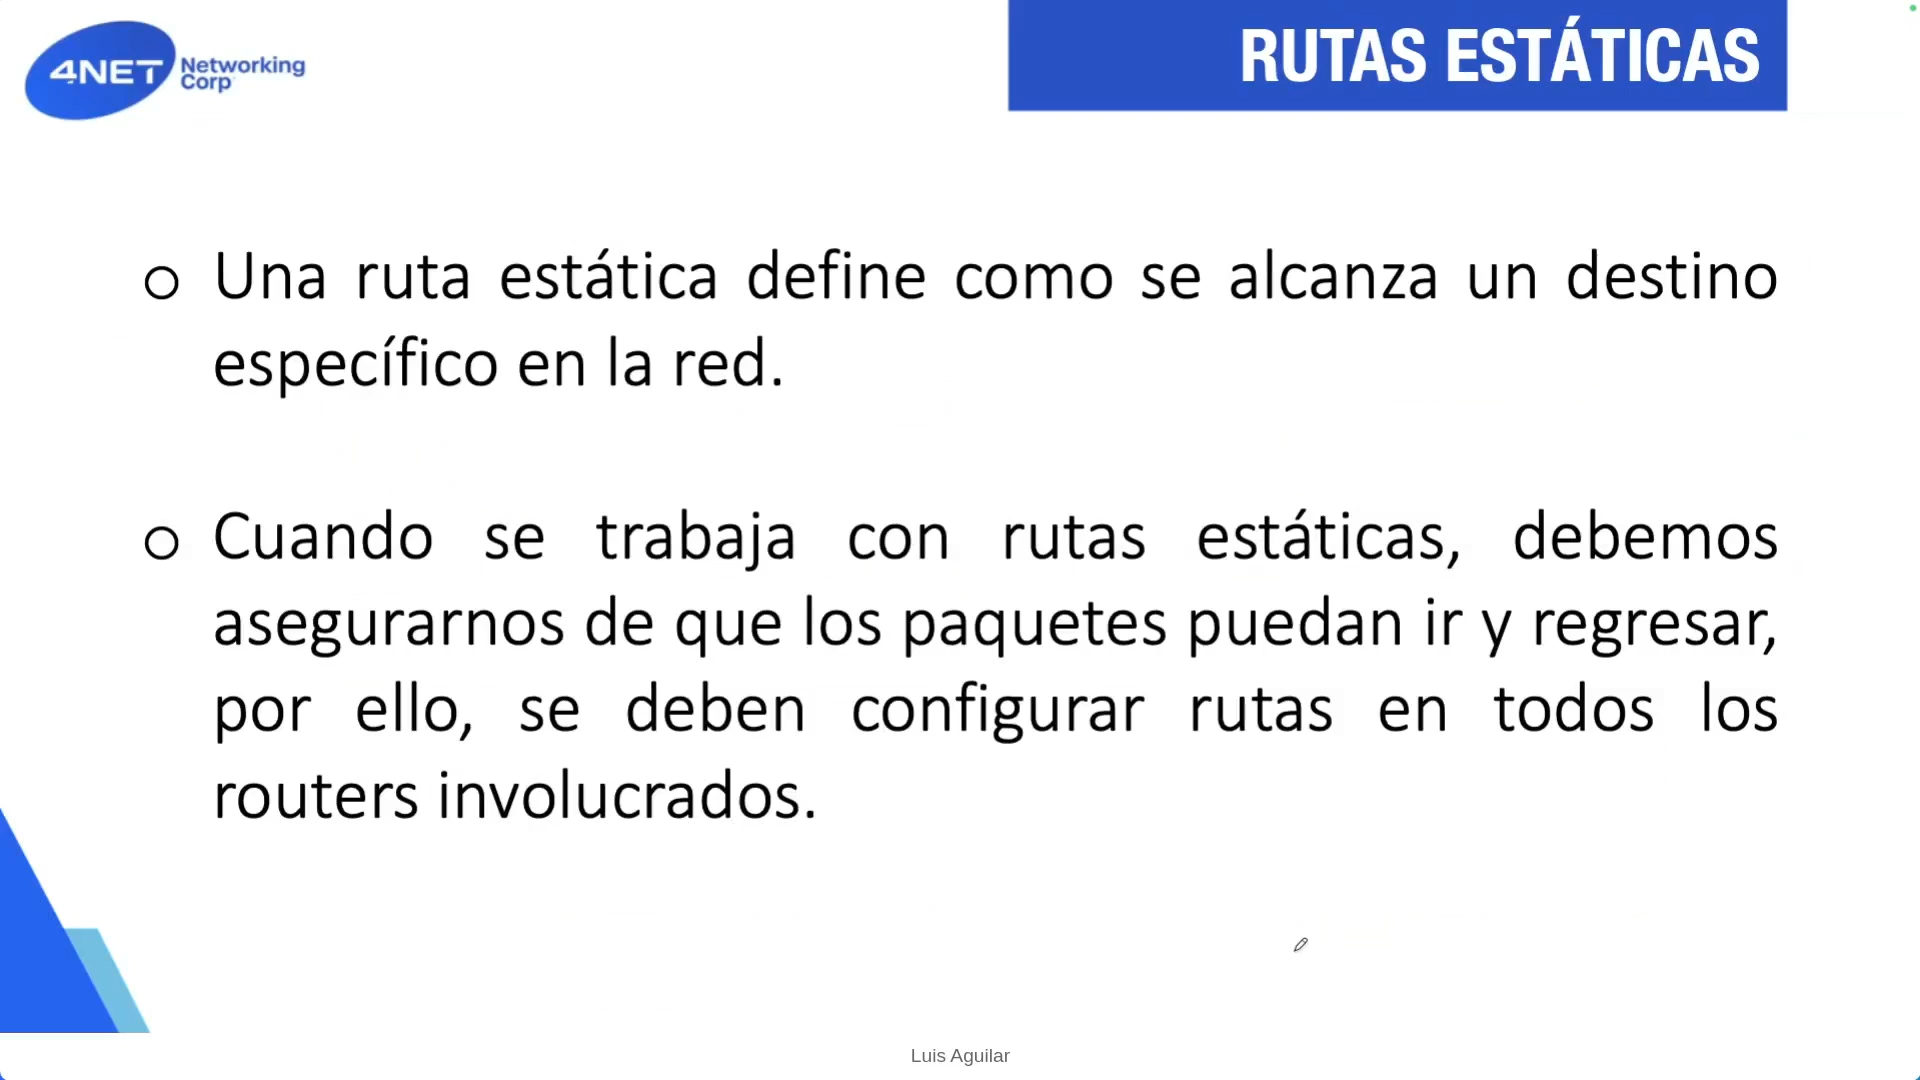 4NET Networking
Corp
RUTAS ESTÁTICAS
o Una ruta estática define como se alcanza un destino
específico en la red.
o Cuando se trabaja con rutas estáticas, debemos
asegurarnos de que los paquetes puedan ir y regresar,
por ello, se deben configurar rutas en todos los
routers involucrados.
Luis Aguilar